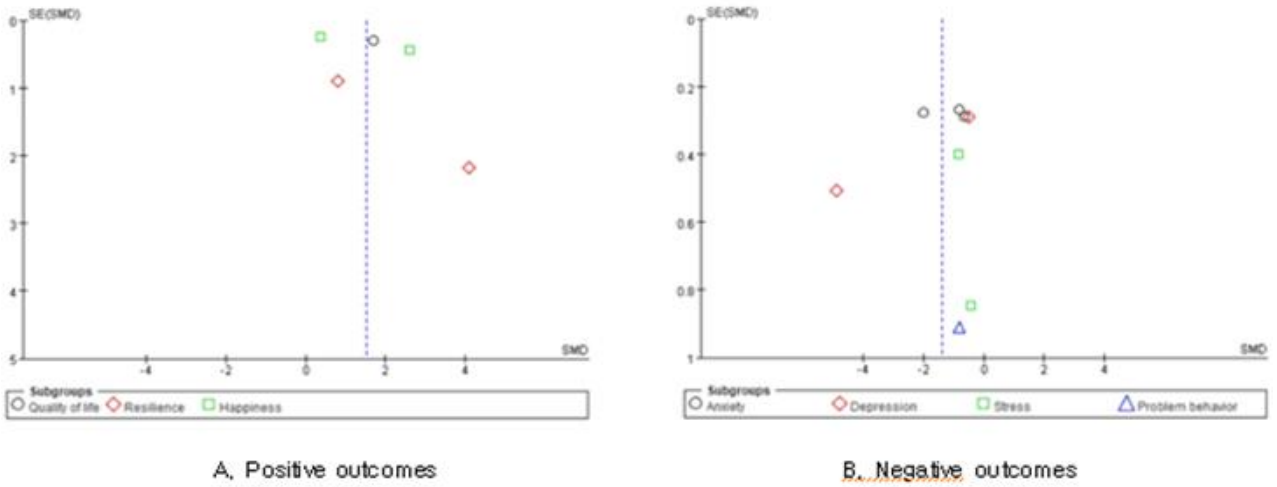 SE(SMD)
0
1
2
3
4
5
-4
-2
0
2
4
SMD
Subgroups
Quality of life
Resilience
Happiness
A. Positive outcomes
SE(SMD)
0
0.2
0.4
0.6
0.8
1
-4
-2
0
2
4
SMD
Subgroups
Anxiety
Depression
Stress
Problem behavior
B. Negative outcomes